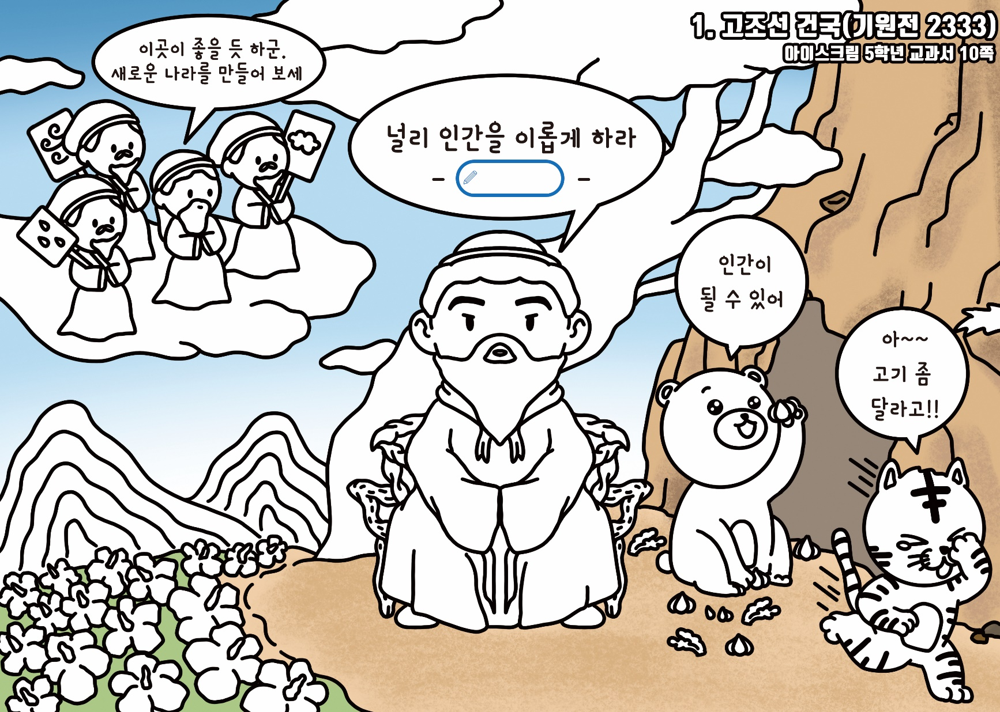 1. 고조선 건국(기원전 2333)
아이스크림 5학년 교과서 10쪽
이곳이 좋을 듯 하군.
새로운 나라를 만들어 보세
널리 인간을 이롭게 하라
- -
인간이
될 수 있어
아~~
고기 좀
달라고!!